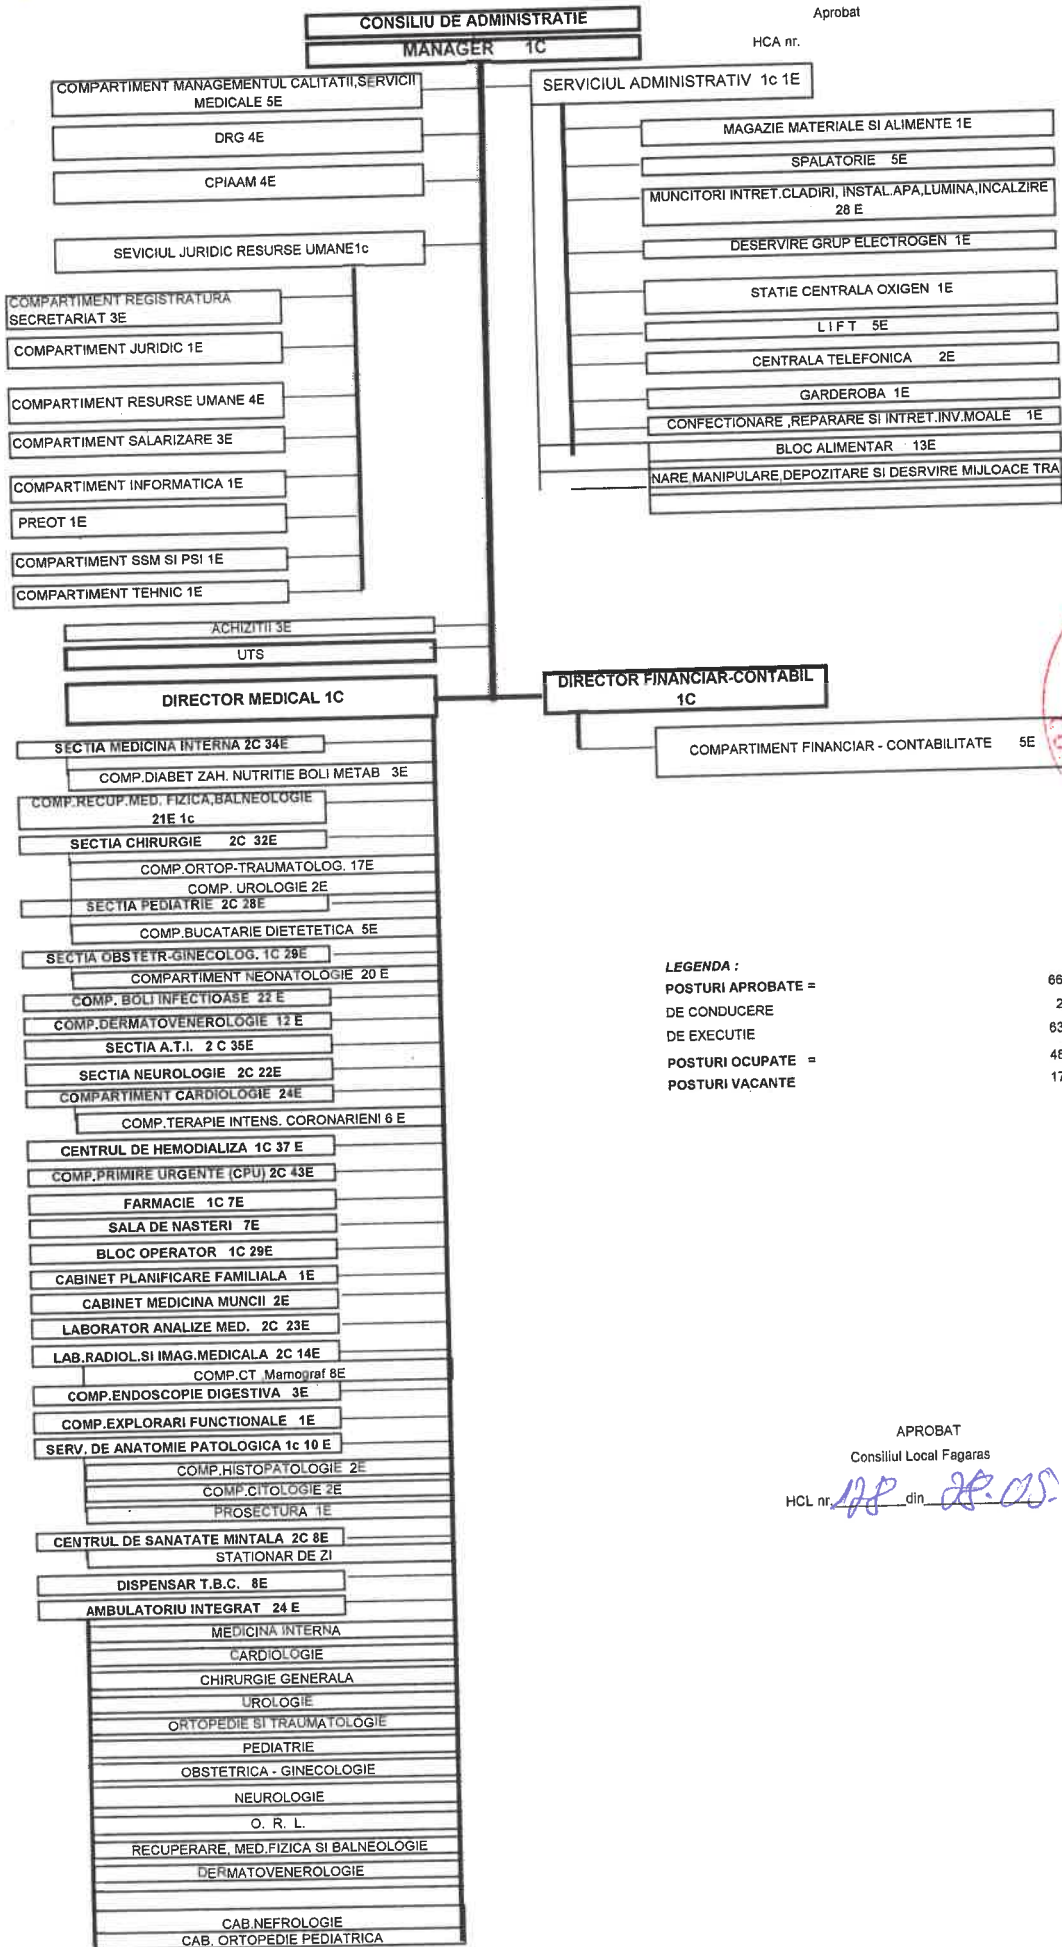 CONSILIU DE ADMINISTRATIE
Aprobat
MANAGER 1C
HCA nr.
COMPARTIMENT MANAGEMENTUL CALITATII,SERVICII
MEDICALE 5E
DRG 4E
CPIAAM 4E
SEVICIUL JURIDIC RESURSE UMANE1c
COMPARTIMENT REGISTRATURA
SECRETARIAT 3E
COMPARTIMENT JURIDIC 1E
COMPARTIMENT RESURSE UMANE 4E
COMPARTIMENT SALARIZARE 3E
COMPARTIMENT INFORMATICA 1E
PREOT 1E
COMPARTIMENT SSM SI PSI 1E
COMPARTIMENT TEHNIC 1E
SERVICIUL ADMINISTRATIV 1c 1E
MAGAZIE MATERIALE SI ALIMENTE 1E
SPALATORIE 5E
MUNCITORI INTRET.CLADIRI, INSTAL.APA,LUMINA,INCALZIRE
28 E
DESERVIRE GRUP ELECTROGEN 1E
STATIE CENTRALA OXIGEN 1E
L I F T 5E
CENTRALA TELEFONICA 2E
GARDEROBA 1E
CONFECTIONARE ,REPARARE SI INTRET.INV.MOALE 1E
BLOC ALIMENTAR 13E
NARE,MANIPULARE,DEPOZITARE SI DESRVIRE MIJLOACE TRA
ACHIZITII 3E
UTS
DIRECTOR MEDICAL 1C
DIRECTOR FINANCIAR-CONTABIL
1C
COMPARTIMENT FINANCIAR - CONTABILITATE 5E
SECTIA MEDICINA INTERNA 2C 34E
COMP.DIABET ZAH. NUTRITIE BOLI METAB 3E
COMP.RECUP.MED. FIZICA,BALNEOLOGIE
21E 1c
SECTIA CHIRURGIE 2C 32E
COMP.ORTOP-TRAUMATOLOG. 17E
COMP. UROLOGIE 2E
SECTIA PEDIATRIE 2C 28E
COMP.BUCATARIE DIETETETICA 5E
SECTIA OBSTETR-GINECOLOG. 1C 29E
COMPARTIMENT NEONATOLOGIE 20 E
COMP. BOLI INFECTIOASE 22 E
COMP.DERMATOVENEROLOGIE 12 E
SECTIA A.T.I. 2 C 35E
SECTIA NEUROLOGIE 2C 22E
COMPARTIMENT CARDIOLOGIE 24E
COMP.TERAPIE INTENS. CORONARIENI 6 E
CENTRUL DE HEMODIALIZA 1C 37 E
COMP.PRIMIRE URGENTE (CPU) 2C 43E
FARMACIE 1C 7E
SALA DE NASTERI 7E
BLOC OPERATOR 1C 29E
CABINET PLANIFICARE FAMILIALA 1E
CABINET MEDICINA MUNCII 2E
LABORATOR ANALIZE MED. 2C 23E
LAB.RADIOL.SI IMAG.MEDICALA 2C 14E
COMP.CT ,Mamograf 8E
COMP.ENDOSCOPIE DIGESTIVA 3E
COMP.EXPLORARI FUNCTIONALE 1E
SERV. DE ANATOMIE PATOLOGICA 1c 10 E
COMP.HISTOPATOLOGIE 2E
COMP.CITOLOGIE 2E
PROSECTURA 1E
CENTRUL DE SANATATE MINTALA 2C 8E
STATIONAR DE ZI
DISPENSAR T.B.C. 8E
AMBULATORIU INTEGRAT 24 E
MEDICINA INTERNA
CARDIOLOGIE
CHIRURGIE GENERALA
UROLOGIE
ORTOPEDIE SI TRAUMATOLOGIE
PEDIATRIE
OBSTETRICA - GINECOLOGIE
NEUROLOGIE
O. R. L.
RECUPERARE, MED.FIZICA SI BALNEOLOGIE
DERMATOVENEROLOGIE
CAB.NEFROLOGIE
CAB. ORTOPEDIE PEDIATRICA
LEGENDA :
POSTURI APROBATE = 66
DE CONDUCERE 2
DE EXECUTIE 63
POSTURI OCUPATE = 48
POSTURI VACANTE 17
APROBAT
Consiliul Local Fagaras
HCL nr. 128 din 28.05.